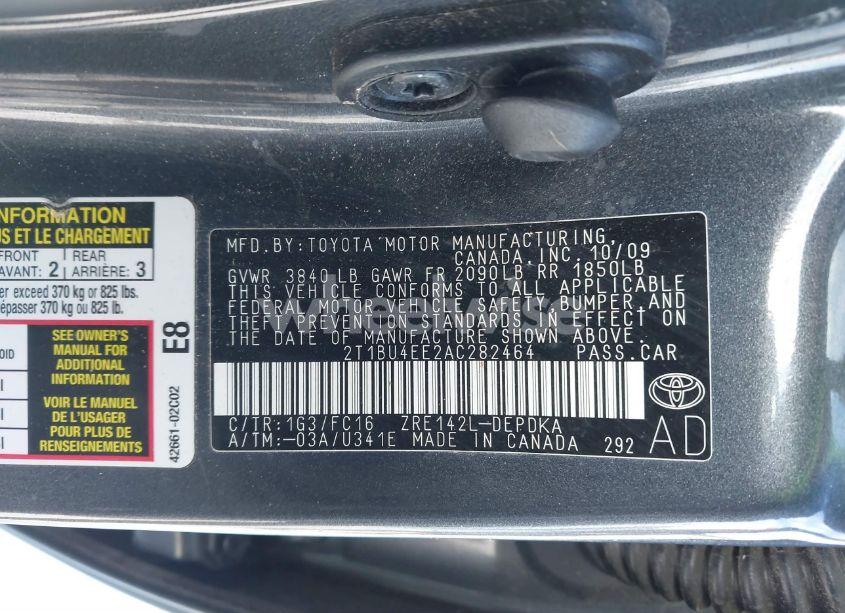 INFORMATION
US ET LE CHARGEMENT
FRONT
AVANT: 2
REAR
ARRIÈRE: 3
er exceed 370 kg or 825 lbs.
dépasser 370 kg ou 825 lb.
SEE OWNER'S
MANUAL FOR
ADDITIONAL
INFORMATION
VOIR LE MANUEL
DE L'USAGER
POUR PLUS DE
RENSEIGNEMENTS
E8
42661-02C02
MFD.BY:TOYOTA MOTOR MANUFACTURING,
CANADA,INC.10/09
GVWR 3840 LB GAWR FR 2090LB RR 1850LB
THIS VEHICLE CONFORMS TO ALL APPLICABLE
FEDERAL MOTOR VEHICLE SAFETY,BUMPER,AND
THEFT PREVENTION STANDARDS IN EFFECT ON
THE DATE OF MANUFACTURE SHOWN ABOVE.
2T1BU4EE2AC282464 PASS.CAR
C/TR:1G3/FC16 ZRE142L-DEPDKA
A/TM:-03A/U341E MADE IN CANADA 292
AD
wheelwise